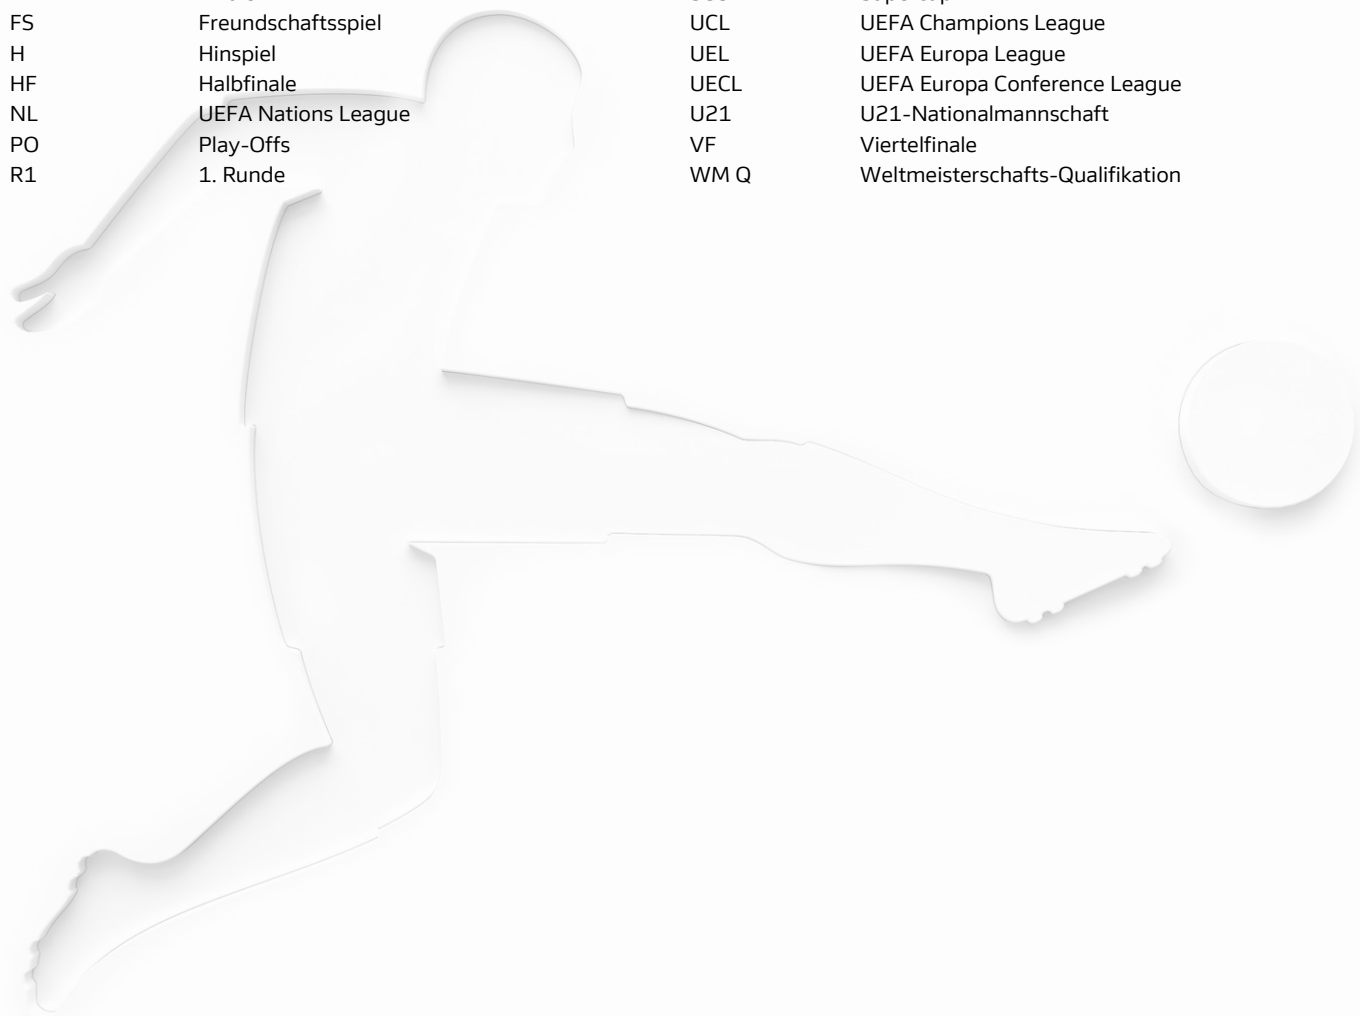 FS Freundschaftsspiel
H Hinspiel
HF Halbfinale
NL UEFA Nations League
PO Play-Offs
R1 1. Runde
UCL UEFA Champions League
UEL UEFA Europa League
UECL UEFA Europa Conference League
U21 U21-Nationalmannschaft
VF Viertelfinale
WM Q Weltmeisterschafts-Qualifikation